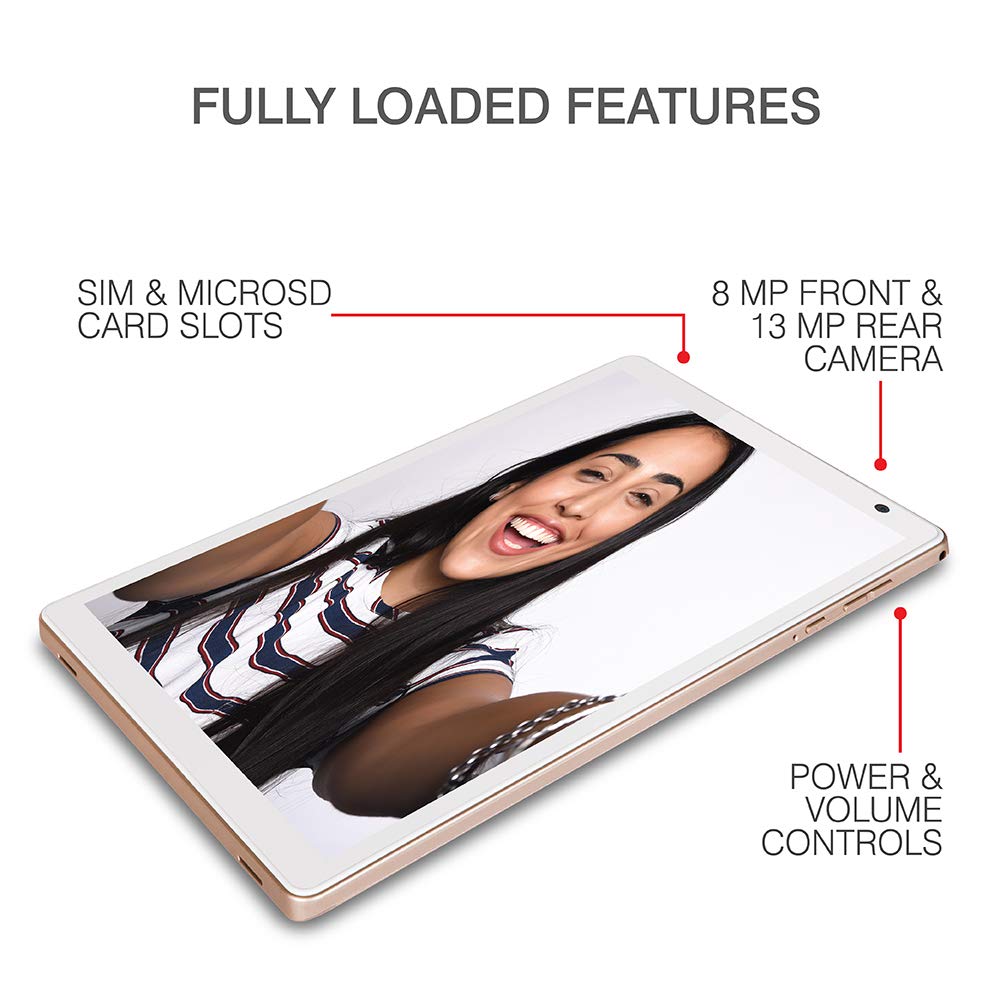 FULLY LOADED FEATURES
SIM & MICROSD
CARD SLOTS
8 MP FRONT &
13 MP REAR
CAMERA
POWER &
VOLUME
CONTROLS